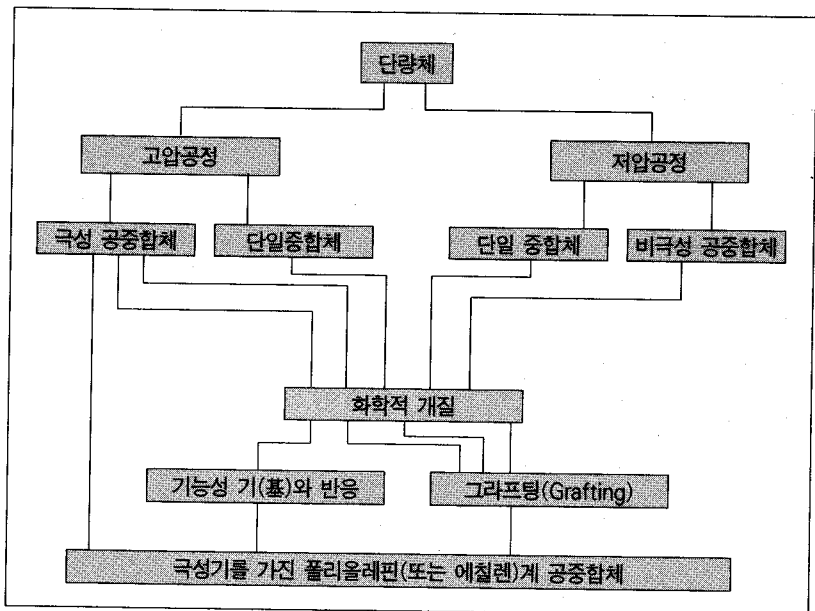 단량체
고압공정
저압공정
극성 공중합체
단일중합체
단일 중합체
비극성 공중합체
화학적 개질
기능성 기(基)와 반응
그라프팅(Grafting)
극성기를 가진 폴리올레핀(또는 에칠렌)계 공중합체